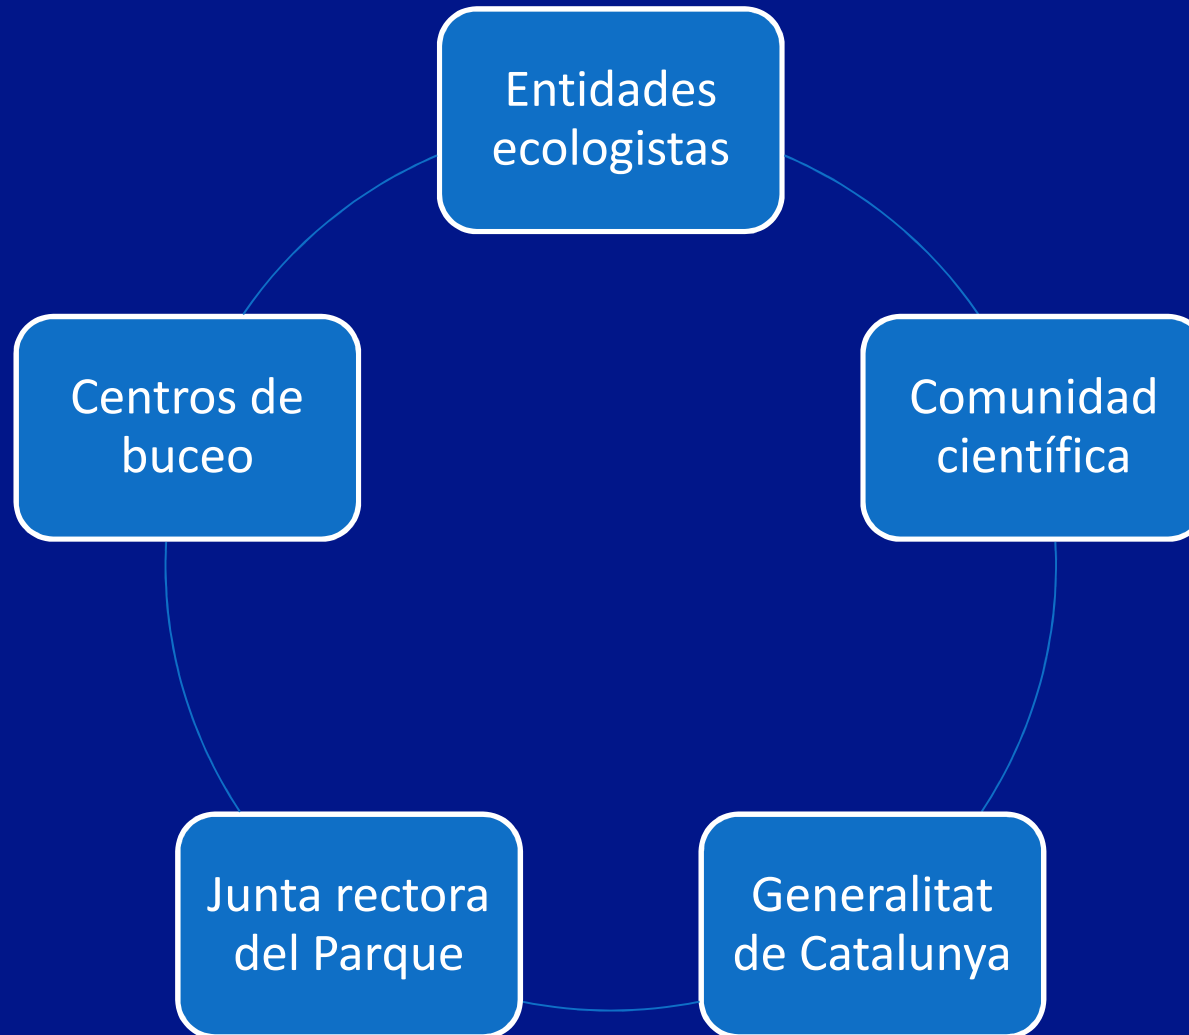 Entidades
ecologistas
Centros de
buceo
Comunidad
científica
Junta rectora
del Parque
Generalitat
de Catalunya